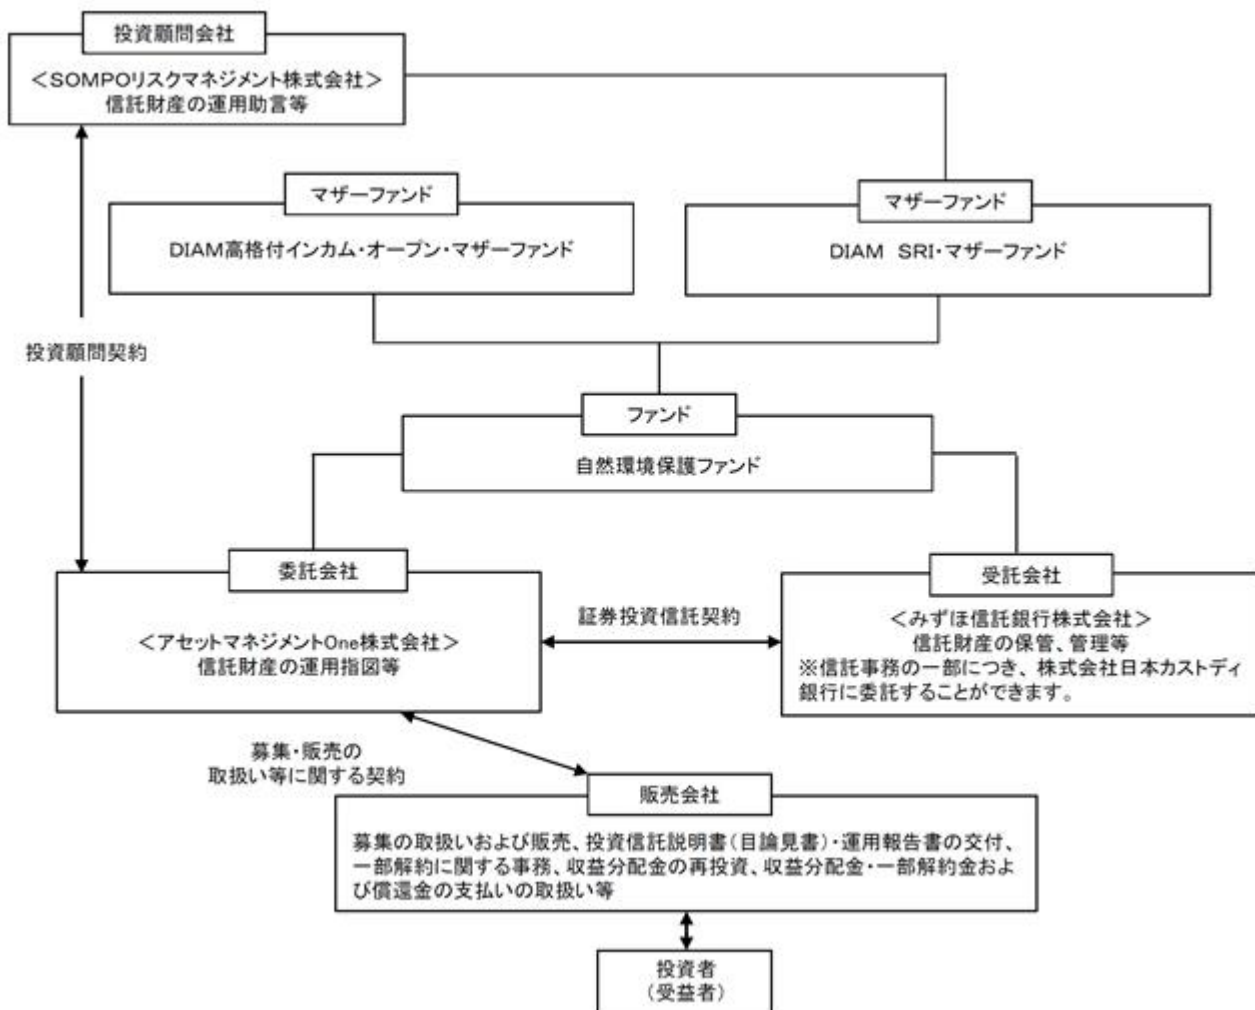 投資顧問会社
＜SOMPOリスクマネジメント株式会社＞
信託財産の運用助言等
マザーファンド
DIAM高格付インカム・オープン・マザーファンド
マザーファンド
DIAM SRI・マザーファンド
投資顧問契約
ファンド
自然環境保護ファンド
委託会社
＜アセットマネジメントOne株式会社＞
信託財産の運用指図等
証券投資信託契約
受託会社
＜みずほ信託銀行株式会社＞
信託財産の保管、管理等
※信託事務の一部につき、株式会社日本カストディ
銀行に委託することができます。
募集・販売の
取扱い等に関する契約
販売会社
募集の取扱いおよび販売、投資信託説明書（目論見書）・運用報告書の交付、
一部解約に関する事務、収益分配金の再投資、収益分配金・一部解約金およ
び償還金の支払いの取扱い等
投資者
（受益者）